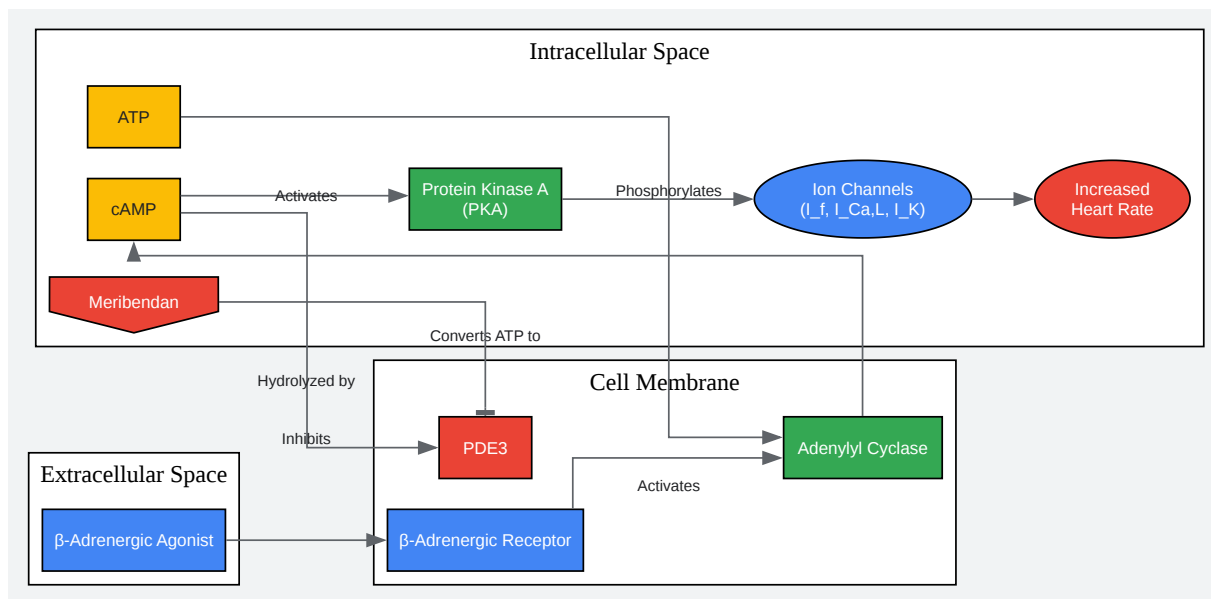 Intracellular Space
ATP
cAMP
Activates
Protein Kinase A
(PKA)
Phosphorylates
Ion Channels
(I_f, I_Ca,L, I_K)
Increased
Heart Rate
Meribendan
Converts ATP to
Hydrolyzed by
Cell Membrane
Inhibits
PDE3
Adenylyl Cyclase
Extracellular Space
Activates
β-Adrenergic Agonist
β-Adrenergic Receptor